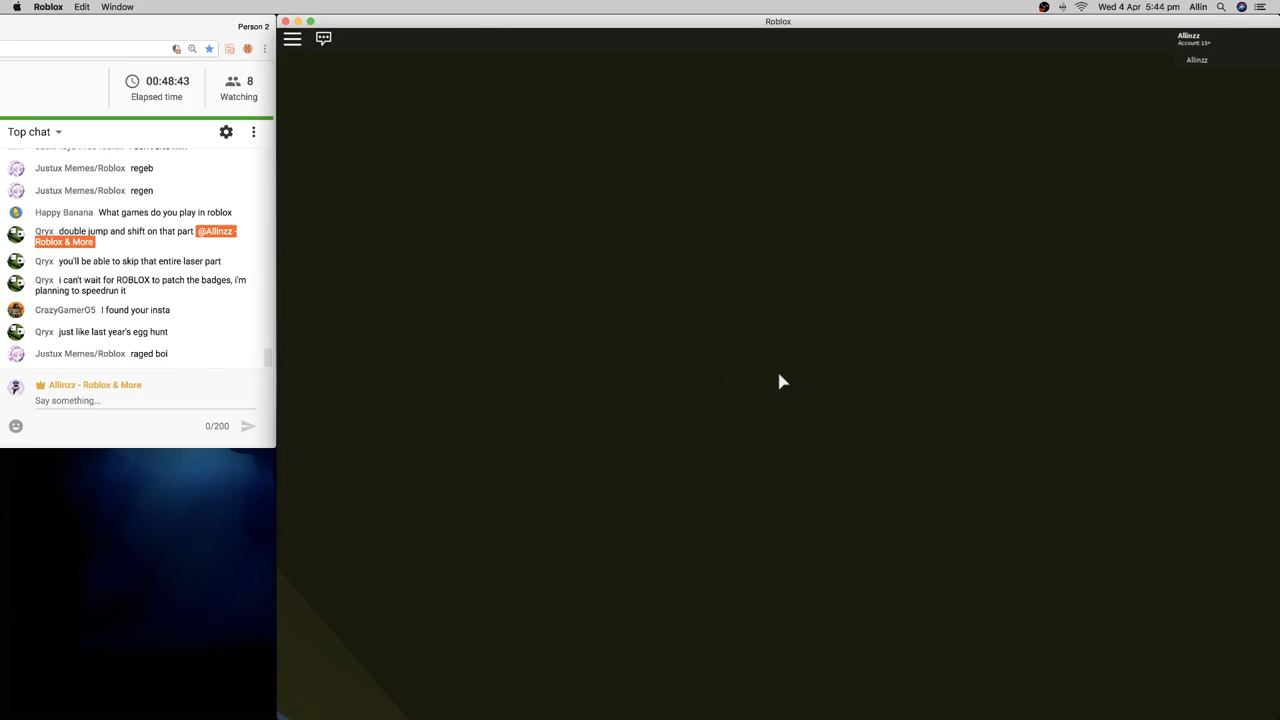 Roblox Edit Window
Wed 4 Apr 5:44 pm Allin
Person 2
Roblox
Allinzz
Account: 13+
Allinzz
00:48:43
Elapsed time
8
Watching
Top chat
Justux Memes/Roblox regeb
Justux Memes/Roblox regen
Happy Banana What games do you play in roblox
Qryx double jump and shift on that part @Allinzz -
Roblox & More
Qryx you'll be able to skip that entire laser part
Qryx i can't wait for ROBLOX to patch the badges, i'm
planning to speedrun it
CrazyGamer05 I found your insta
Qryx just like last year's egg hunt
Justux Memes/Roblox raged boi
Allinzz - Roblox & More
Say something...
0/200